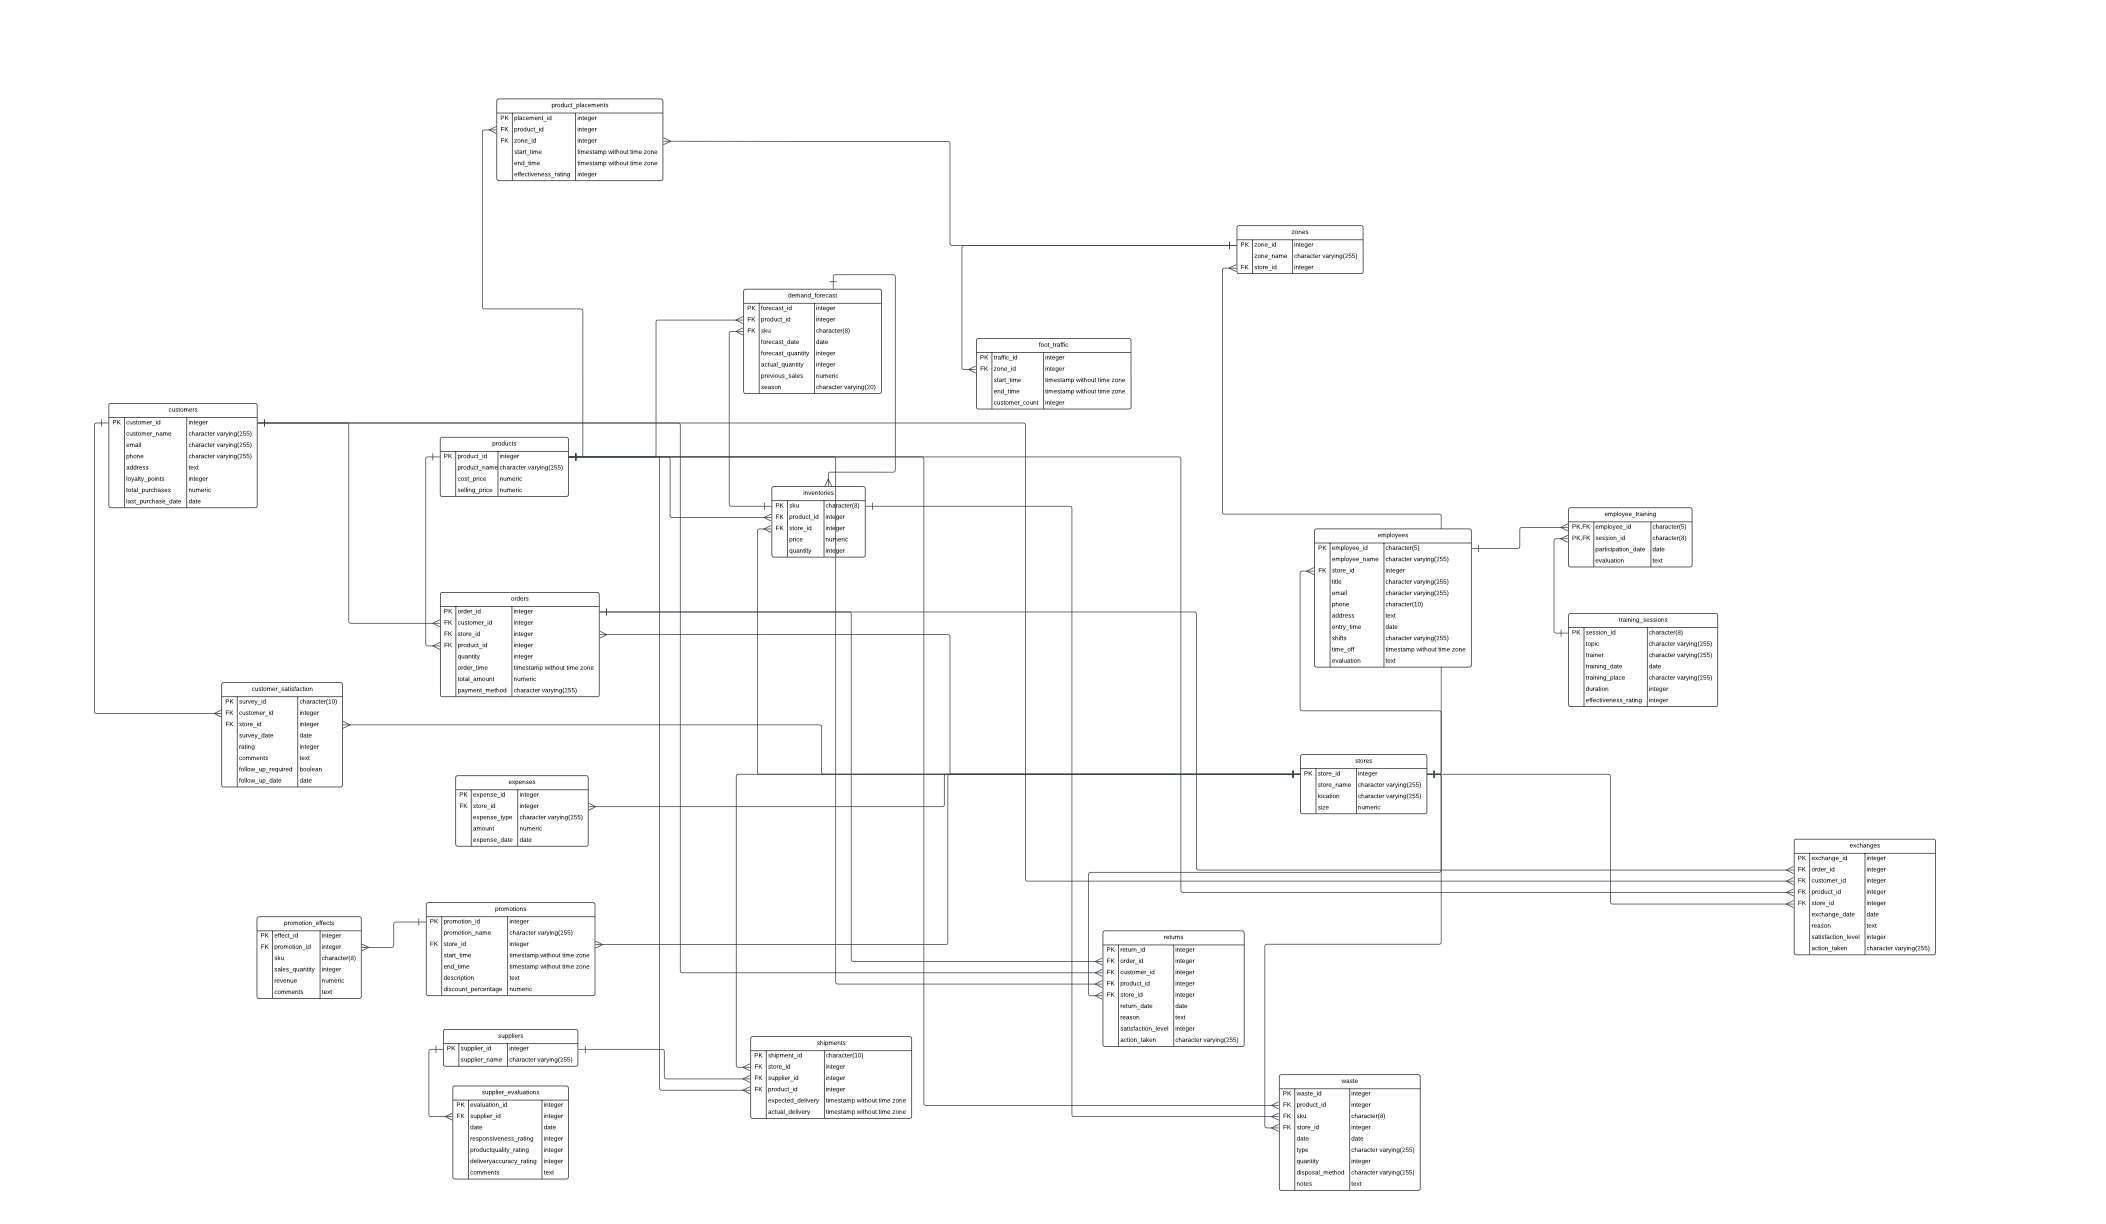 product_placements
PK placement_id integer
FK product_id integer
FK zone_id integer
start_time timestamp without time zone
end_time timestamp without time zone
effectiveness_rating integer
zones
PK zone_id integer
zone_name character varying(255)
FK store_id integer
demand_forecast
PK forecast_id integer
FK product_id integer
FK sku character(8)
forecast_date date
forecast_quantity integer
actual_quantity integer
previous_sales numeric
season character varying(20)
foot_traffic
PK traffic_id integer
FK zone_id integer
start_time timestamp without time zone
end_time timestamp without time zone
customer_count integer
customers
PK customer_id integer
customer_name character varying(255)
email character varying(255)
phone character varying(255)
address text
loyalty_points integer
total_purchases numeric
last_purchase_date date
products
PK product_id integer
product_name character varying(255)
cost_price numeric
selling_price numeric
inventories
PK sku character(8)
FK product_id integer
FK store_id integer
price numeric
quantity integer
employees
PK employee_id character(5)
employee_name character varying(255)
FK store_id integer
title character varying(255)
email character varying(255)
phone character(10)
address text
entry_time date
shifts character varying(255)
time_off timestamp without time zone
evaluation text
employee_training
PK,FK employee_id character(5)
PK,FK session_id character(8)
participation_date date
evaluation text
orders
PK order_id integer
FK customer_id integer
FK store_id integer
FK product_id integer
quantity integer
order_time timestamp without time zone
total_amount numeric
payment_method character varying(255)
training_sessions
PK session_id character(8)
topic character varying(255)
trainer character varying(255)
training_date date
training_place character varying(255)
duration integer
effectiveness_rating integer
customer_satisfaction
PK survey_id character(10)
FK customer_id integer
FK store_id integer
survey_date date
rating integer
comments text
follow_up_required boolean
follow_up_date date
expenses
PK expense_id integer
FK store_id integer
expense_type character varying(255)
amount numeric
expense_date date
stores
PK store_id integer
store_name character varying(255)
location character varying(255)
size numeric
exchanges
PK exchange_id integer
FK order_id integer
FK customer_id integer
FK product_id integer
FK store_id integer
exchange_date date
reason text
satisfaction_level integer
action_taken character varying(255)
promotion_effects
PK effect_id integer
FK promotion_id integer
sku character(8)
sales_quantity integer
revenue numeric
comments text
promotions
PK promotion_id integer
promotion_name character varying(255)
FK store_id integer
start_time timestamp without time zone
end_time timestamp without time zone
description text
discount_percentage numeric
returns
PK return_id integer
FK order_id integer
FK customer_id integer
FK product_id integer
FK store_id integer
return_date date
reason text
satisfaction_level integer
action_taken character varying(255)
suppliers
PK supplier_id integer
supplier_name character varying(255)
shipments
PK shipment_id character(10)
FK store_id integer
FK supplier_id integer
FK product_id integer
expected_delivery timestamp without time zone
actual_delivery timestamp without time zone
supplier_evaluations
PK evaluation_id integer
FK supplier_id integer
date date
responsiveness_rating integer
productquality_rating integer
deliveryaccuracy_rating integer
comments text
waste
PK waste_id integer
FK product_id integer
FK sku character(8)
FK store_id integer
date date
type character varying(255)
quantity integer
disposal_method character varying(255)
notes text